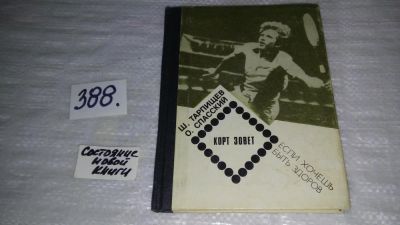 388.
Состояние
новой
книги
Ш. ТАРПИЩЕВ
О. СПАССКИЙ
КОРТ ЗОВЕТ
ЕСЛИ ХОЧЕШЬ
БЫТЬ ЗДОРОВ